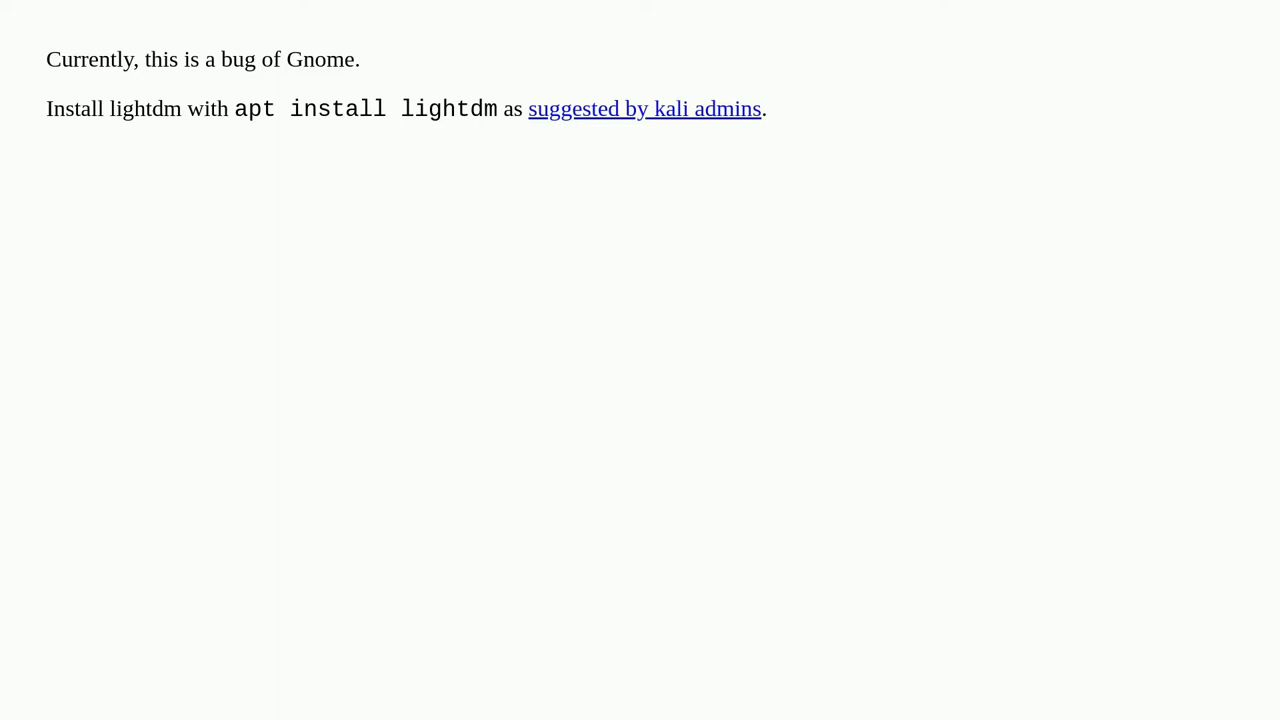 Currently, this is a bug of Gnome.
Install lightdm with apt install lightdm as suggested by kali admins.